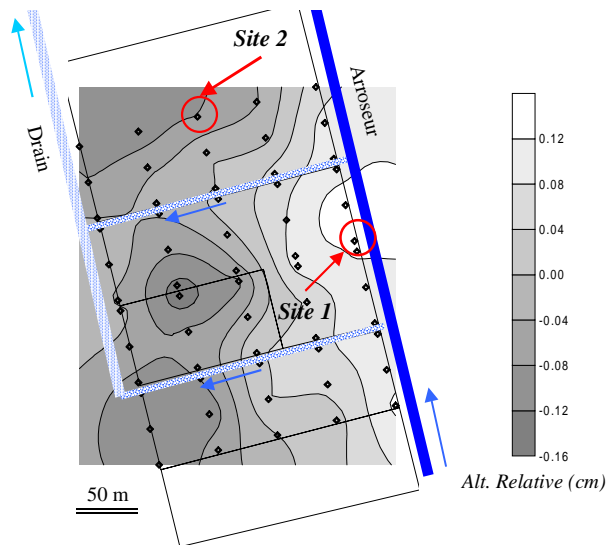 Site 2
Arroseur
Drain
Site 1
0.12
0.08
0.04
0.00
-0.04
-0.08
-0.12
-0.16
Alt. Relative (cm)
50 m